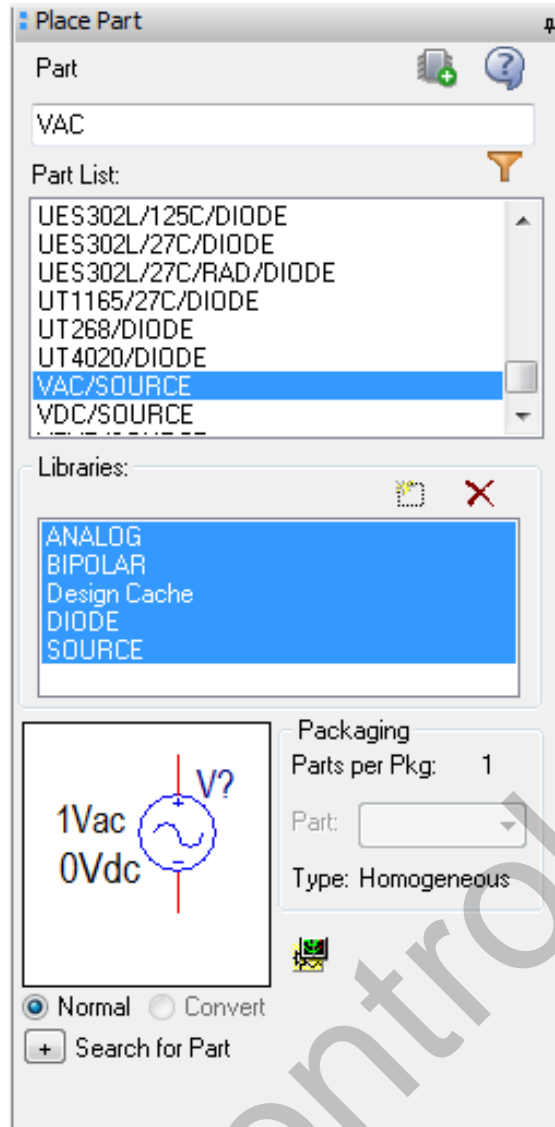 Place Part
Part
VAC
Part List:
UES302L/125C/DIODE
UES302L/27C/DIODE
UES302L/27C/RAD/DIODE
UT1165/27C/DIODE
UT268/DIODE
UT4020/DIODE
VAC/SOURCE
VDC/SOURCE
Libraries:
ANALOG
BIPOLAR
Design Cache
DIODE
SOURCE
V?
1Vac
0Vdc
Packaging
Parts per Pkg: 1
Part:
Type: Homogeneous
Normal Convert
+ Search for Part